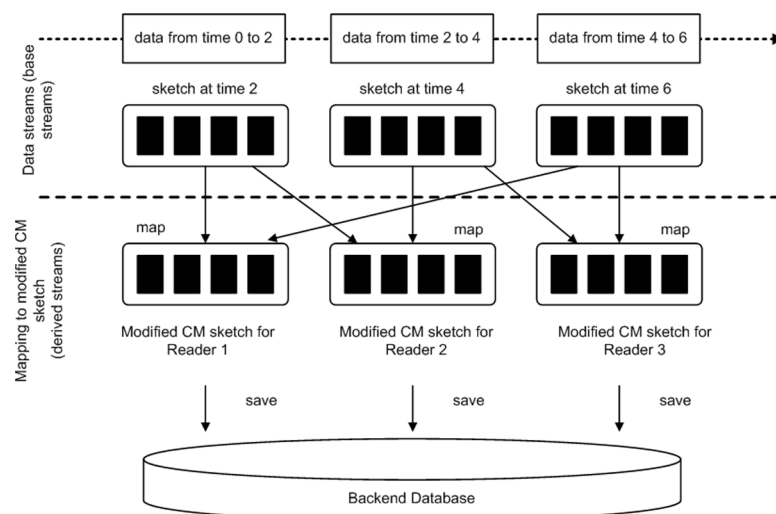 data from time 0 to 2
data from time 2 to 4
data from time 4 to 6
sketch at time 2
sketch at time 4
sketch at time 6
Data streams (base
streams)
map
map
map
Mapping to modified CM
sketch
(derived streams)
Modified CM sketch for
Reader 1
Modified CM sketch for
Reader 2
Modified CM sketch for
Reader 3
save
save
save
Backend Database